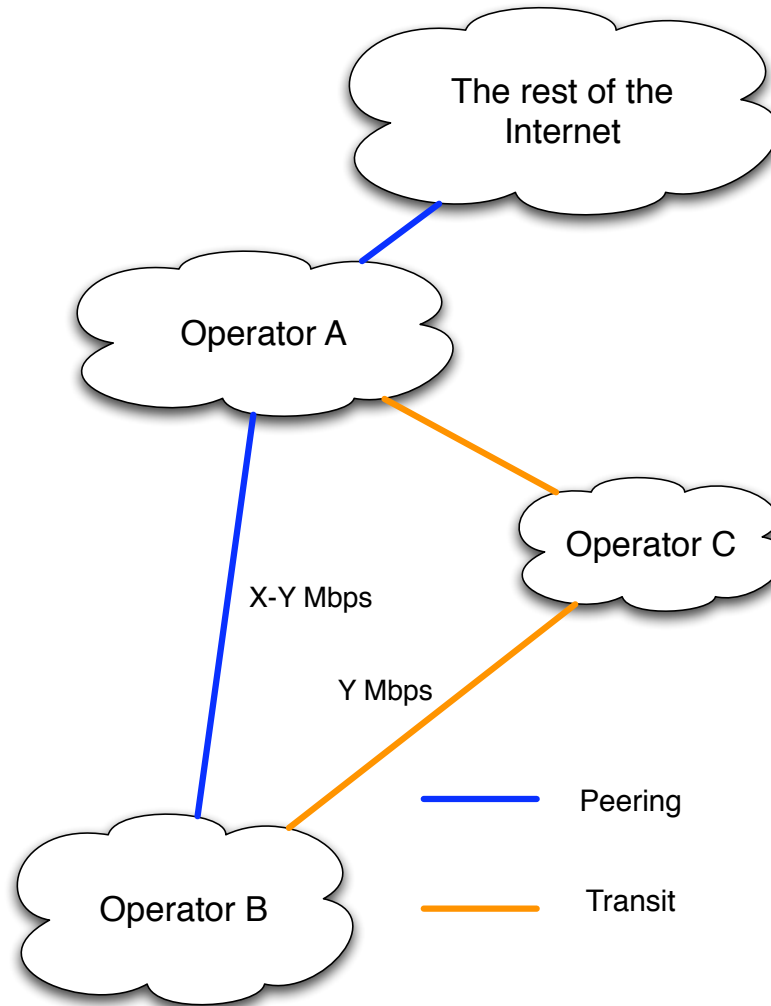 The rest of the
Internet
Operator A
Operator C
X-Y Mbps
Y Mbps
Peering
Operator B
Transit